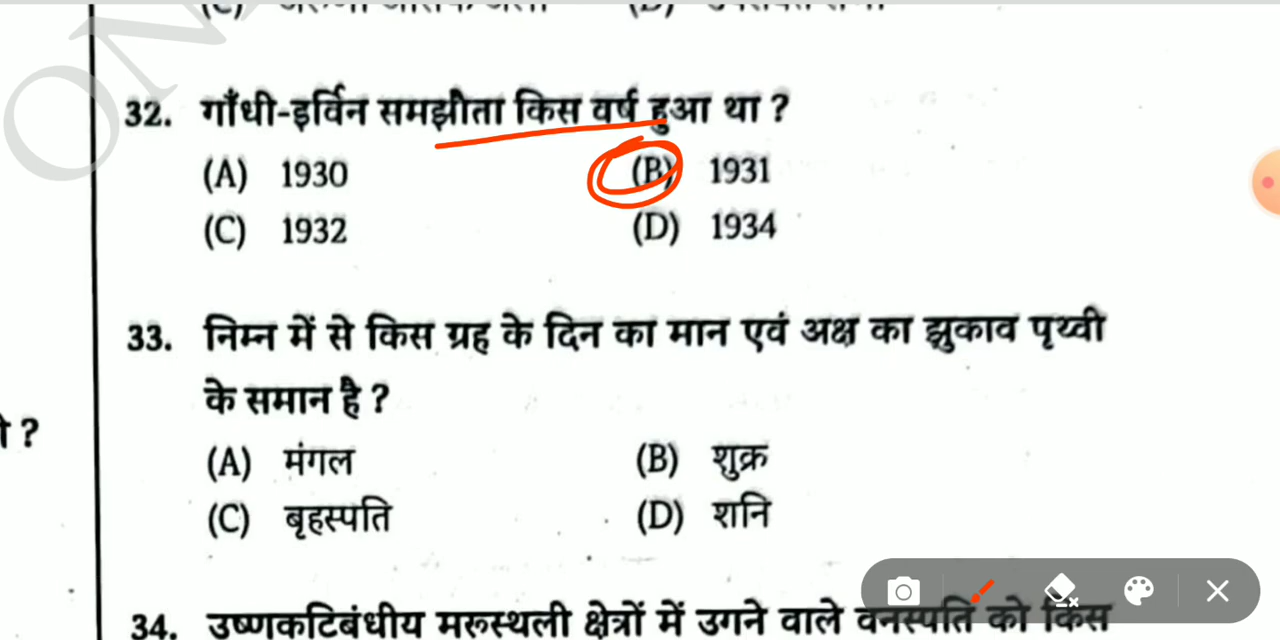 ON
32. गाँधी-इर्विन समझौता किस वर्ष हुआ था ?
(A) 1930 (B) 1931
(C) 1932 (D) 1934
33. निम्न में से किस ग्रह के दिन का मान एवं अक्ष का झुकाव पृथ्वी
के समान है ?
ो ?
(A) मंगल (B) शुक्र
(C) बृहस्पति (D) शनि
34. उष्णकटिबंधीय मरुस्थली क्षेत्रों में उगने वाले वनस्पति को किस